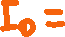 I₀ =